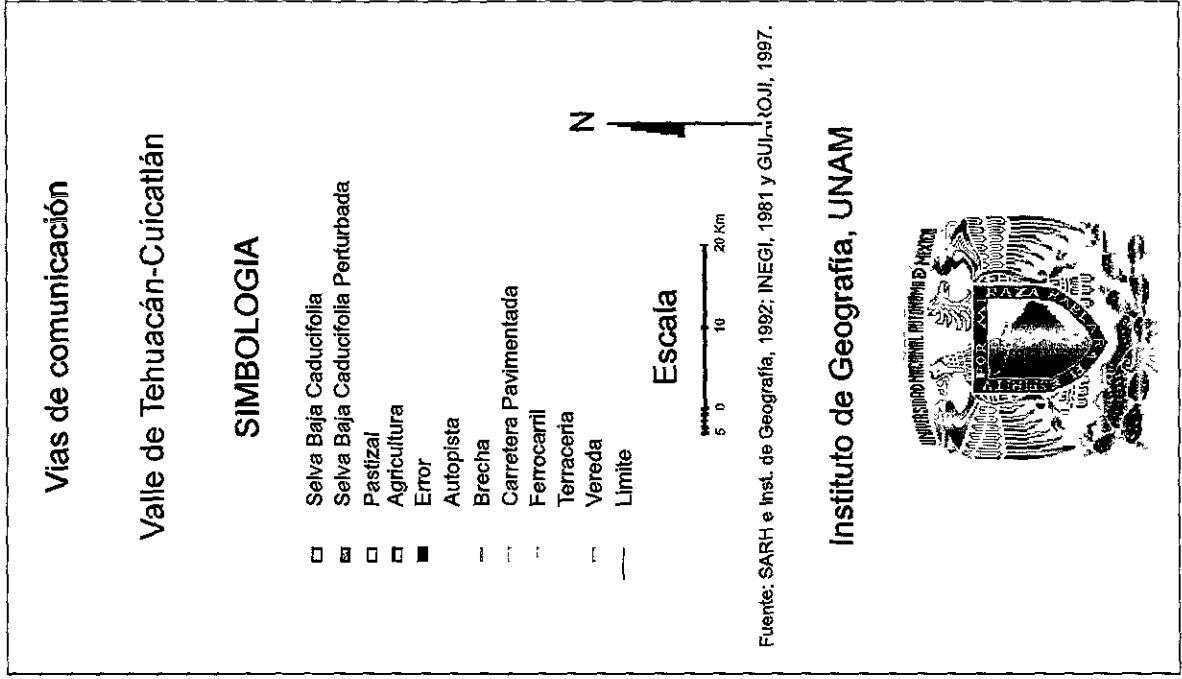 Vias de comunicación
Valle de Tehuacán-Cuicatlán
SIMBOLOGIA
Selva Baja Caducifolia
Selva Baja Caducifolia Perturbada
Pastizal
Agricultura
Error
Autopista
Brecha
Carretera Pavimentada
Ferrocarril
Terraceria
Vereda
Limite
N
Escala
5 0 10 20 Km
Fuente: SARH e Inst. de Geografía, 1992; INEGI, 1981 y GUIA ROJI, 1997.
Instituto de Geografía, UNAM
UNIVERSIDAD NACIONAL AUTONOMA DE MEXICO
POR MI RAZA HABLARA EL ESPIRITU